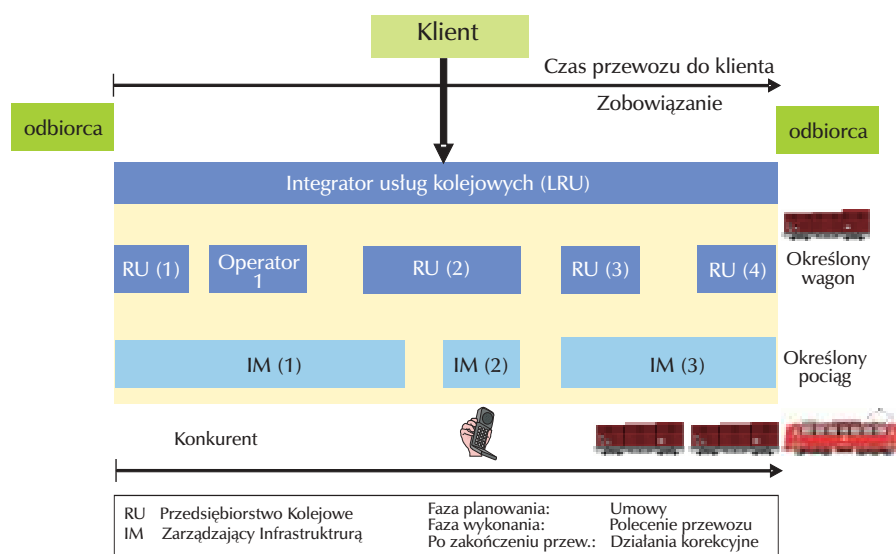 Klient
Czas przewozu do klienta
Zobowiązanie
odbiorca
odbiorca
Integrator usług kolejowych (LRU)
RU (1)
Operator
1
RU (2)
RU (3)
RU (4)
Określony
wagon
IM (1)
IM (2)
IM (3)
Określony
pociąg
Konkurent
RU Przedsiębiorstwo Kolejowe
IM Zarządzający Infrastruktrurą
Faza planowania: Umowy
Faza wykonania: Polecenie przewozu
Po zakończeniu przew.: Działania korekcyjne